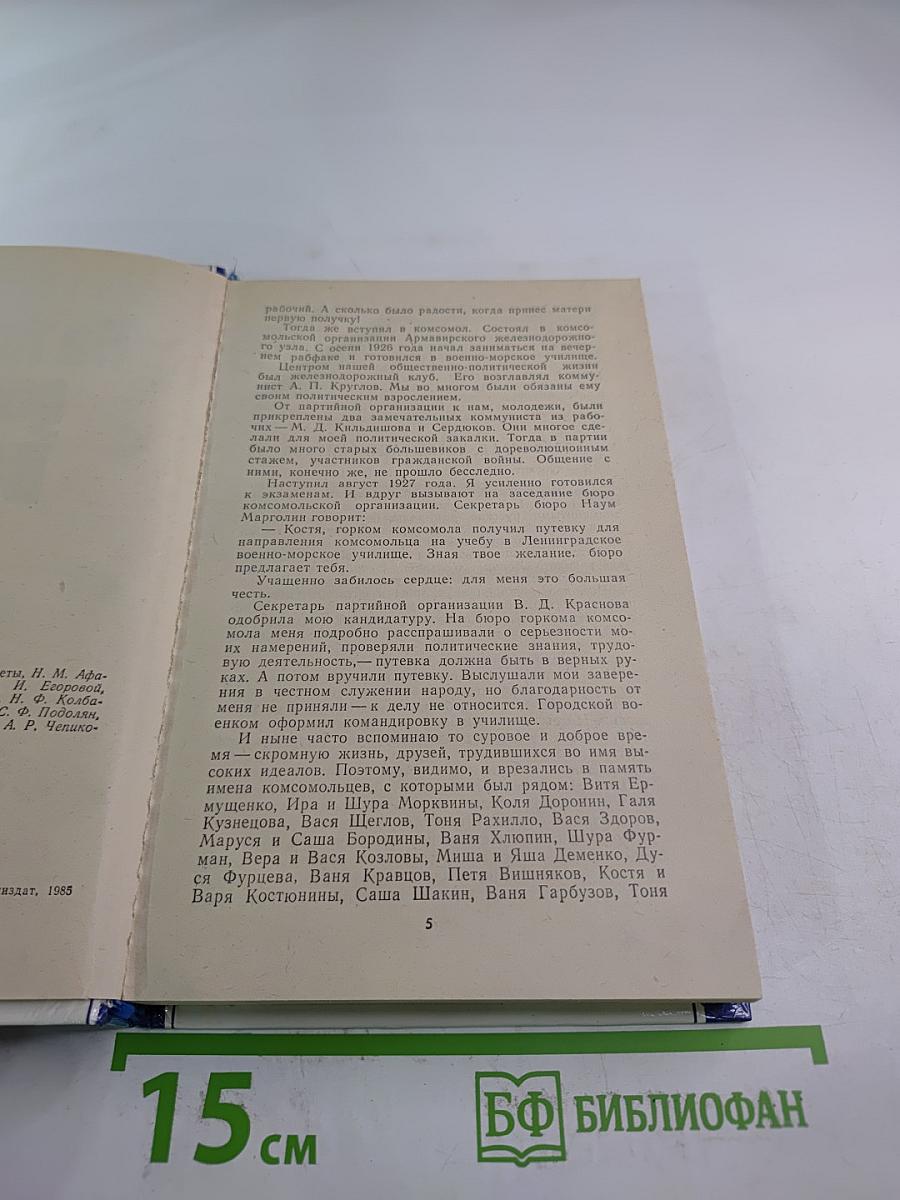 еты, Н. М. Афа-
И. Егоровой,
Н. Ф. Колба-
С. Ф. Подолян,
А. Р. Чепико-
издат, 1985
рабочий. А сколько было радости, когда принес матери
первую получку!
Тогда же вступил в комсомол. Состоял в комсо-
мольской организации Армавирского железнодорожно-
го узла. С осени 1926 года начал заниматься на вечер-
нем рабфаке и готовился в военно-морское училище.
Центром нашей общественно-политической жизни
был железнодорожный клуб. Его возглавлял комму-
нист А. П. Круглов. Мы во многом были обязаны ему
своим политическим взрослением.
От партийной организации к нам, молодежи, были
прикреплены два замечательных коммуниста из рабо-
чих — М. Д. Кильдишова и Сердюков. Они многое сде-
лали для моей политической закалки. Тогда в партии
было много старых большевиков с дореволюционным
стажем, участников гражданской войны. Общение с
ними, конечно же, не прошло бесследно.
Наступил август 1927 года. Я усиленно готовился
к экзаменам. И вдруг вызывают на заседание бюро
комсомольской организации. Секретарь бюро Наум
Марголин говорит:
— Костя, горком комсомола получил путевку для
направления комсомольца на учебу в Ленинградское
военно-морское училище. Зная твое желание, бюро
предлагает тебя.
Учащенно забилось сердце: для меня это большая
честь.
Секретарь партийной организации В. Д. Краснова
одобрила мою кандидатуру. На бюро горкома комсо-
мола меня подробно расспрашивали о серьезности мо-
их намерений, проверяли политические знания, трудо-
вую деятельность,— путевка должна быть в верных ру-
ках. А потом вручили путевку. Выслушали мои завере-
рения в честном служении народу, но благодарность от
меня не приняли — к делу не относится. Городской во-
енком оформил командировку в училище.
И ныне часто вспоминаю то суровое и доброе вре-
мя — скромную жизнь, друзей, трудившихся во имя вы-
соких идеалов. Поэтому, видимо, и врезались в память
имена комсомольцев, с которыми был рядом: Витя Ер-
мущенко, Ира и Шура Морквины, Коля Доронин, Галя
Кузнецова, Вася Щеглов, Тоня Рахилло, Вася Здоров,
Маруся и Саша Бородины, Ваня Хлюпин, Шура Фур-
ман, Вера и Вася Козловы, Миша и Яша Деменко, Ду-
ся Фурцева, Ваня Кравцов, Петя Вишняков, Костя и
Варя Костюнины, Саша Шакин, Ваня Гарбузов, Тоня
5
15 см
БФ БИБЛИОФАН